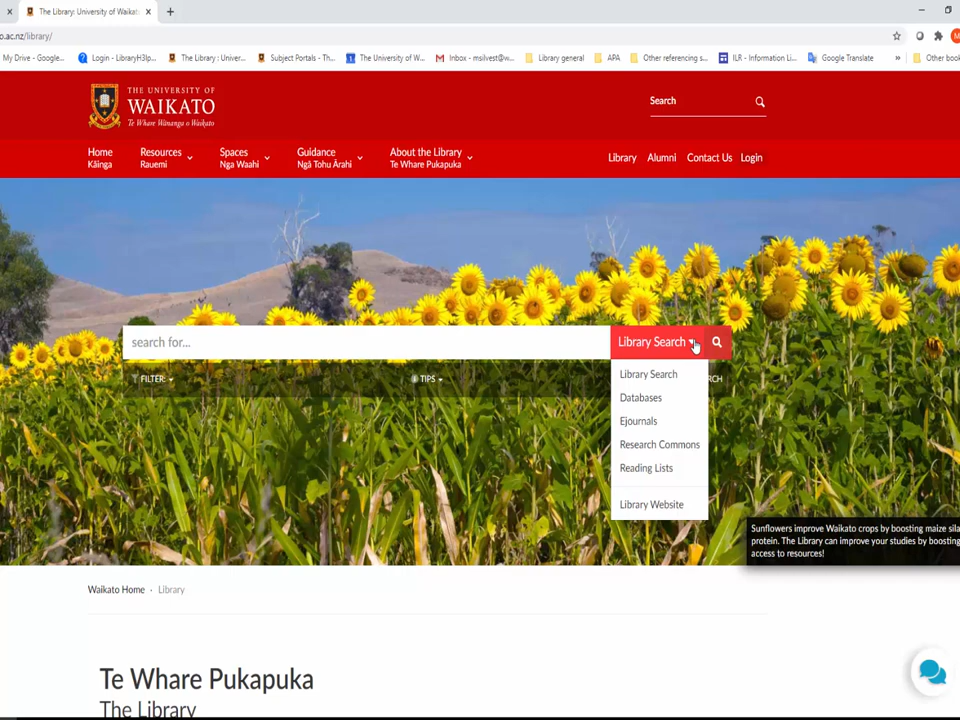 The Library: University of Waikat
o.ac.nz/library/
My Drive - Google...
Login - LibraryH3lp...
The Library : Univer...
Subject Portals - Th...
The University of W...
Inbox - msilvest@w...
Library general
APA
Other referencing s...
ILR - Information Li...
Google Translate
»
Other book
THE UNIVERSITY OF
WAIKATO
Te Whare Wānanga o Waikato
Search
Home
Kāinga
Resources
Rauemi
Spaces
Nga Waahi
Guidance
Ngā Tohu Ārahi
About the Library
Te Whare Pukapuka
Library
Alumni
Contact Us
Login
search for...
Library Search
FILTER:
TIPS
RCH
Library Search
Databases
Ejournals
Research Commons
Reading Lists
Library Website
Sunflowers improve Waikato crops by boosting maize sila
protein. The Library can improve your studies by boosting
access to resources!
Waikato Home · Library
Te Whare Pukapuka
The Library